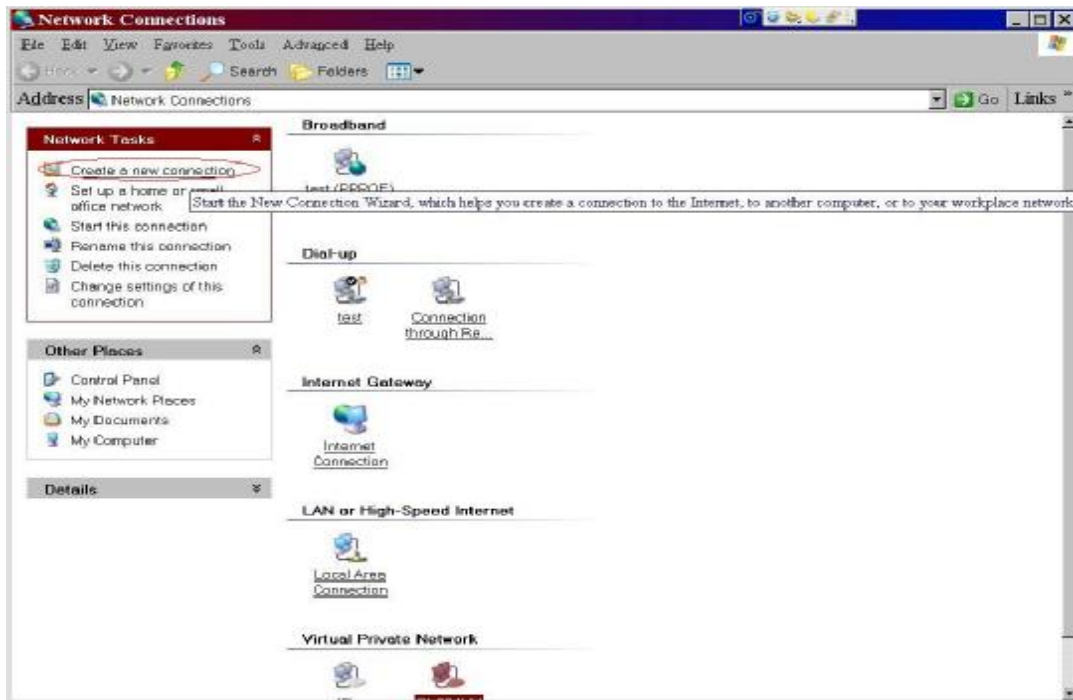 Network Connections
File Edit View Favorites Tools Advanced Help
Back Search Folders
Address Network Connections Go Links »
Network Tasks
Create a new connection
Set up a home or small
office network
Start this connection
Rename this connection
Delete this connection
Change settings of this
connection
Other Places
Control Panel
My Network Places
My Documents
My Computer
Details
Broadband
test (PPPOE)
Start the New Connection Wizard, which helps you create a connection to the Internet, to another computer, or to your workplace network
Dial-up
test
Connection
through Re...
Internet Gateway
Internet
Connection
LAN or High-Speed Internet
Local Area
Connection
Virtual Private Network